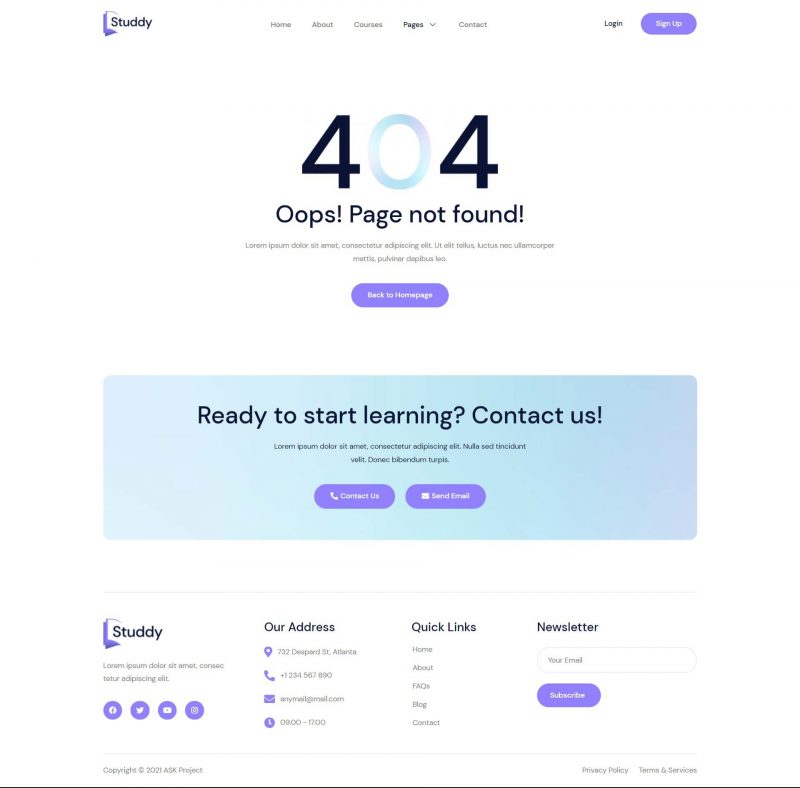 Studdy
Home About Courses Pages Contact
Login Sign Up
404
Oops! Page not found!
Lorem ipsum dolor sit amet, consectetur adipiscing elit. Ut elit tellus, luctus nec ullamcorper
mattis, pulvinar dapibus leo.
Back to Homepage
Ready to start learning? Contact us!
Lorem ipsum dolor sit amet, consectetur adipiscing elit. Nulla sed tincidunt
velit. Donec bibendum turpis.
Contact Us Send Email
Studdy
Lorem ipsum dolor sit amet, consec
tetur adipiscing elit.
Our Address
732 Despard St, Atlanta
+1 234 567 890
anymail@mail.com
09.00 - 17.00
Quick Links
Home
About
FAQs
Blog
Contact
Newsletter
Your Email
Subscribe
Copyright © 2021 ASK Project
Privacy Policy Terms & Services